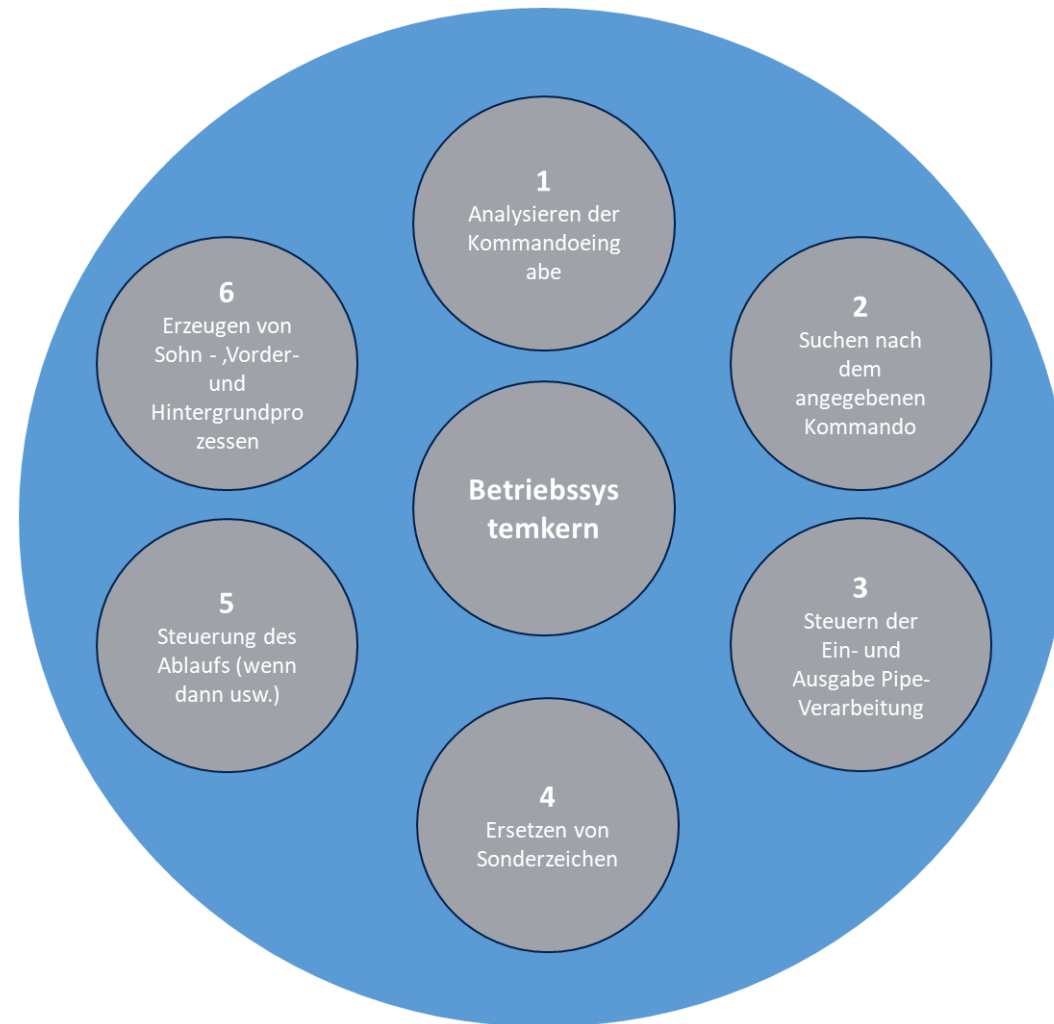 1
Analysieren der
Kommandoeing
abe
2
Suchen nach
dem
angegebenen
Kommando
3
Steuern der
Ein- und
Ausgabe Pipe-
Verarbeitung
4
Ersetzen von
Sonderzeichen
5
Steuerung des
Ablaufs (wenn
dann usw.)
6
Erzeugen von
Sohn - ,Vorder-
und
Hintergrundpro
zessen
Betriebssys
temkern